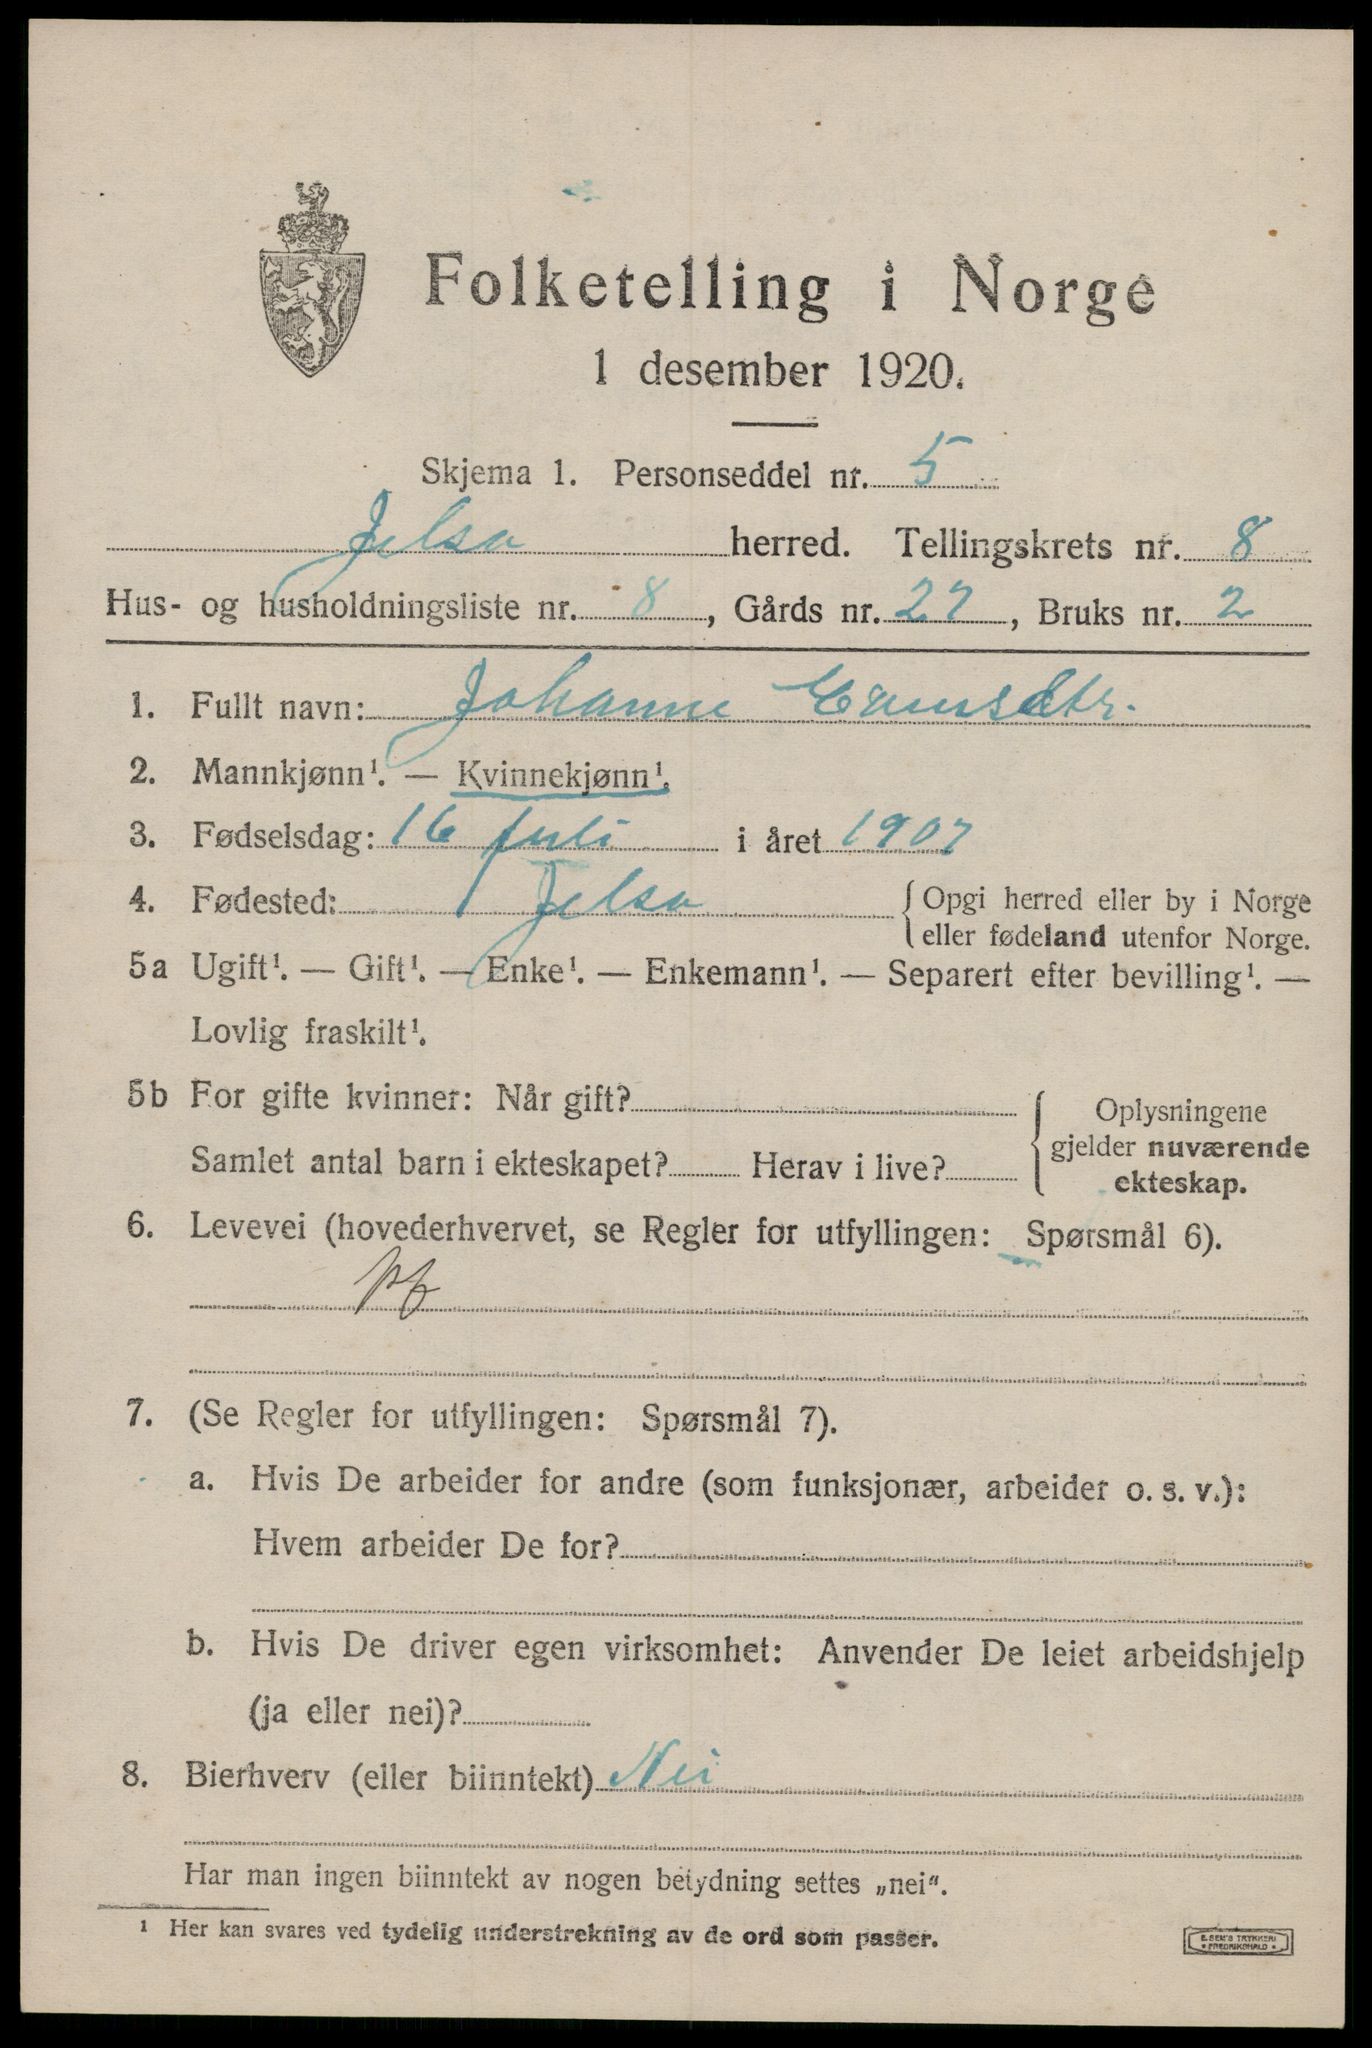 Folketelling i Norge
1 desember 1920.
Skjema 1. Personseddel nr. 5
Jelsa herred. Tellingskrets nr. 8
Hus- og husholdningsliste nr. 8, Gårds nr. 27, Bruks nr. 2
1. Fullt navn: Johanne
2. Mannkjønn¹. — Kvinnekjønn¹.
3. Fødselsdag: 16 juli i året 1907
4. Fødested: Jelsa { Opgi herred eller by i Norge
eller fødeland utenfor Norge.
5a Ugift¹. — Gift¹. — Enke¹. — Enkemann¹. — Separert efter bevilling¹. —
Lovlig fraskilt¹.
5b For gifte kvinner: Når gift? { Oplysningene
gjelder nuværende
Samlet antal barn i ekteskapet? Herav i live? ekteskap.
6. Levevei (hovederhvervet, se Regler for utfyllingen: Spørsmål 6).
7. (Se Regler for utfyllingen: Spørsmål 7).
a. Hvis De arbeider for andre (som funksjonær, arbeider o. s. v.):
Hvem arbeider De for?
b. Hvis De driver egen virksomhet: Anvender De leiet arbeidshjelp
(ja eller nei)?
8. Bierhverv (eller biinntekt) Nei
Har man ingen biinntekt av nogen betydning settes „nei“.
¹ Her kan svares ved tydelig understrekning av de ord som passer.
E. SEM'S TRYKKERI
FREDRIKSHALD